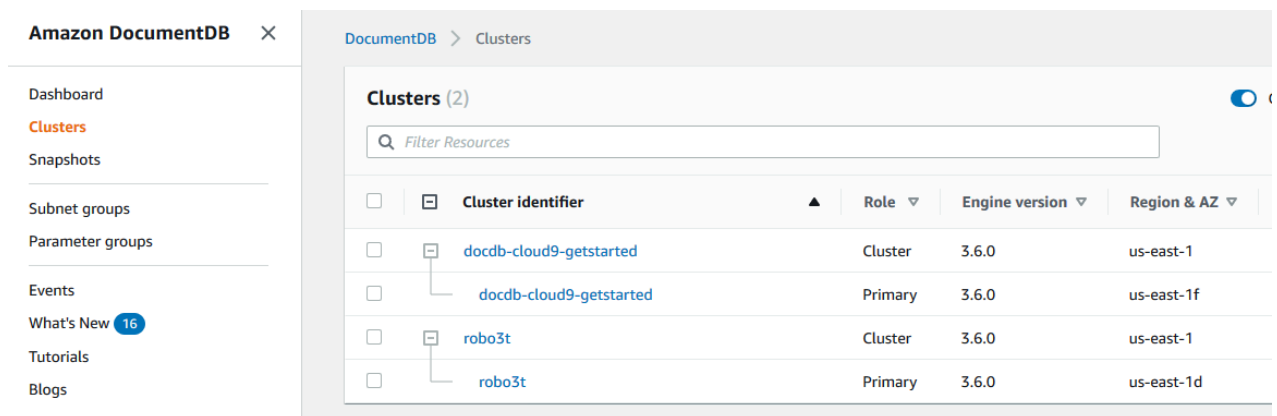 Amazon DocumentDB
Dashboard
Clusters
Snapshots
Subnet groups
Parameter groups
Events
What's New 16
Tutorials
Blogs
DocumentDB > Clusters
Clusters (2)
Filter Resources
Cluster identifier Role Engine version Region & AZ
docdb-cloud9-getstarted Cluster 3.6.0 us-east-1
docdb-cloud9-getstarted Primary 3.6.0 us-east-1f
robo3t Cluster 3.6.0 us-east-1
robo3t Primary 3.6.0 us-east-1d